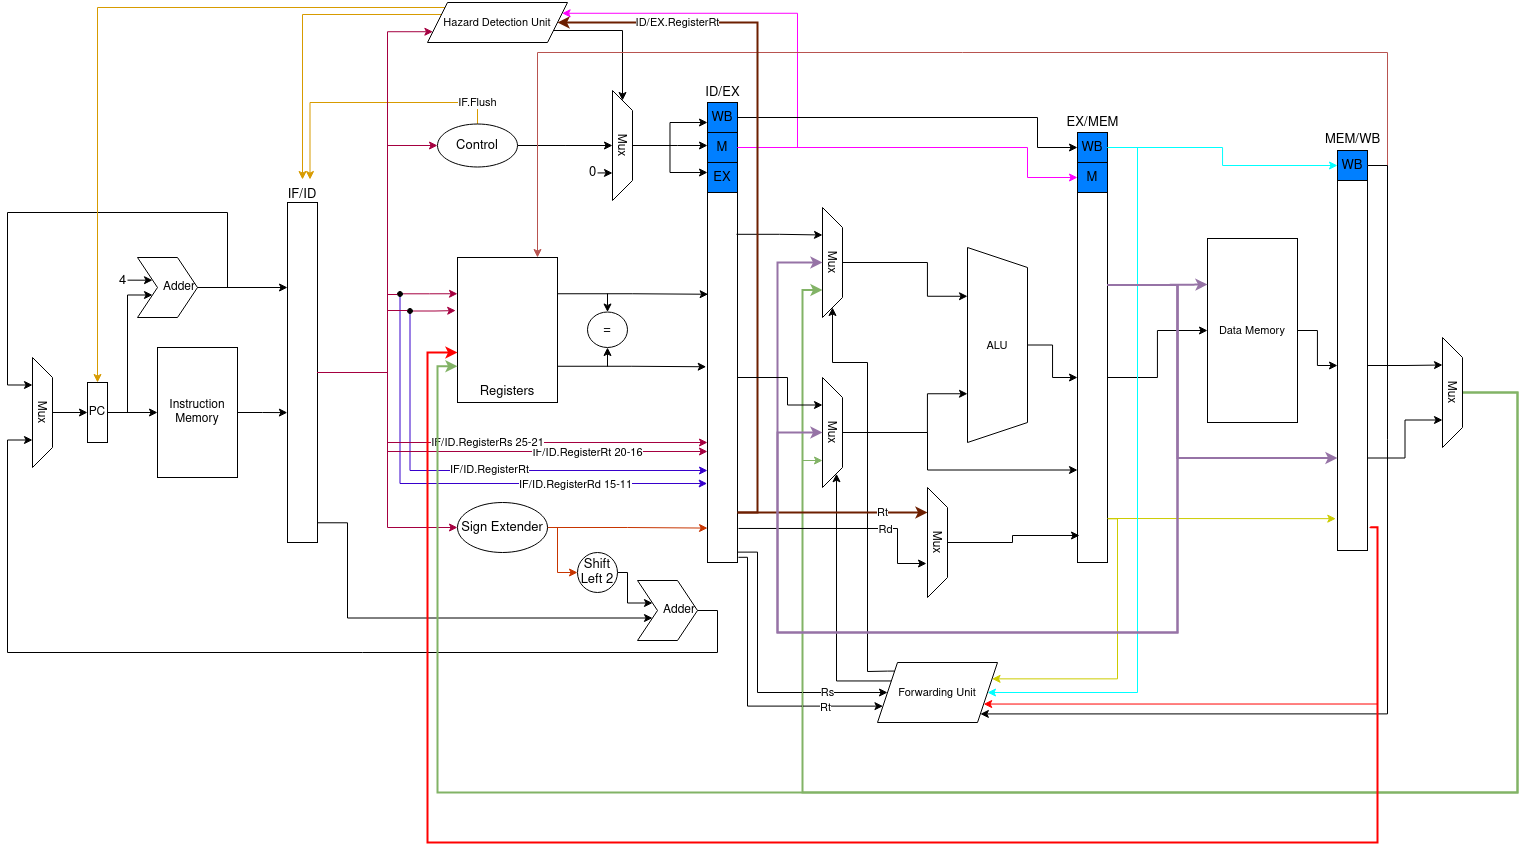 Hazard Detection Unit
ID/EX.RegisterRt
ID/EX
IF.Flush
WB
EX/MEM
MEM/WB
Control
Mux
M
WB
WB
0
EX
M
IF/ID
Mux
4
Adder
=
Data Memory
ALU
Registers
Mux
PC
Instruction
Memory
Mux
Mux
IF/ID.RegisterRs 25-21
IF/ID.RegisterRt 20-16
IF/ID.RegisterRt
IF/ID.RegisterRd 15-11
Sign Extender
Rt
Rd
Mux
Shift
Left 2
Adder
Rs
Rt
Forwarding Unit